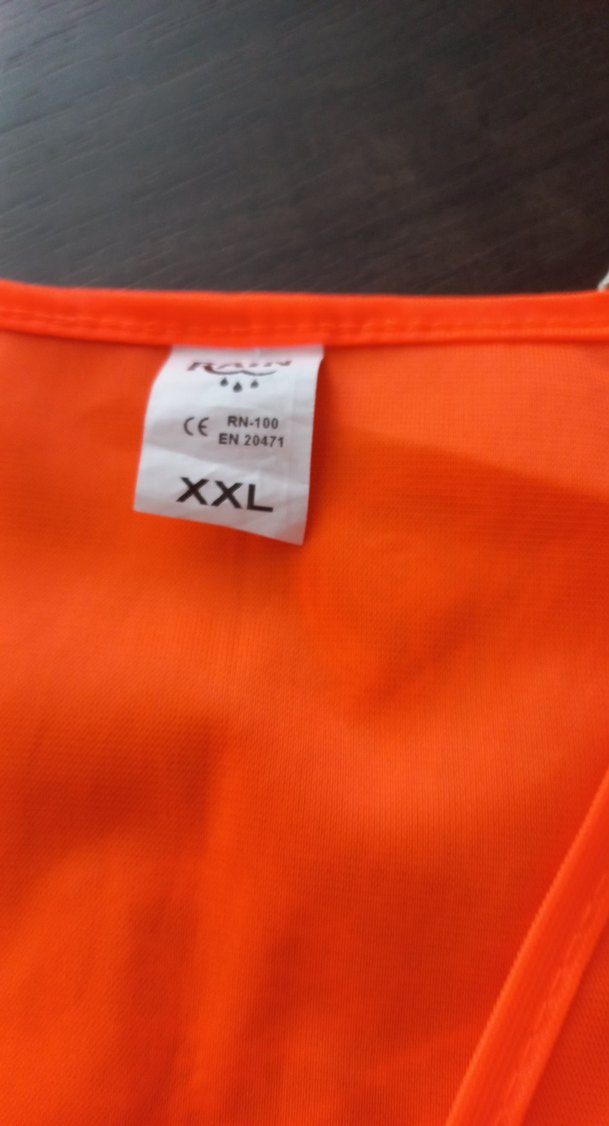 RAIN
CE RN-100
EN 20471
XXL